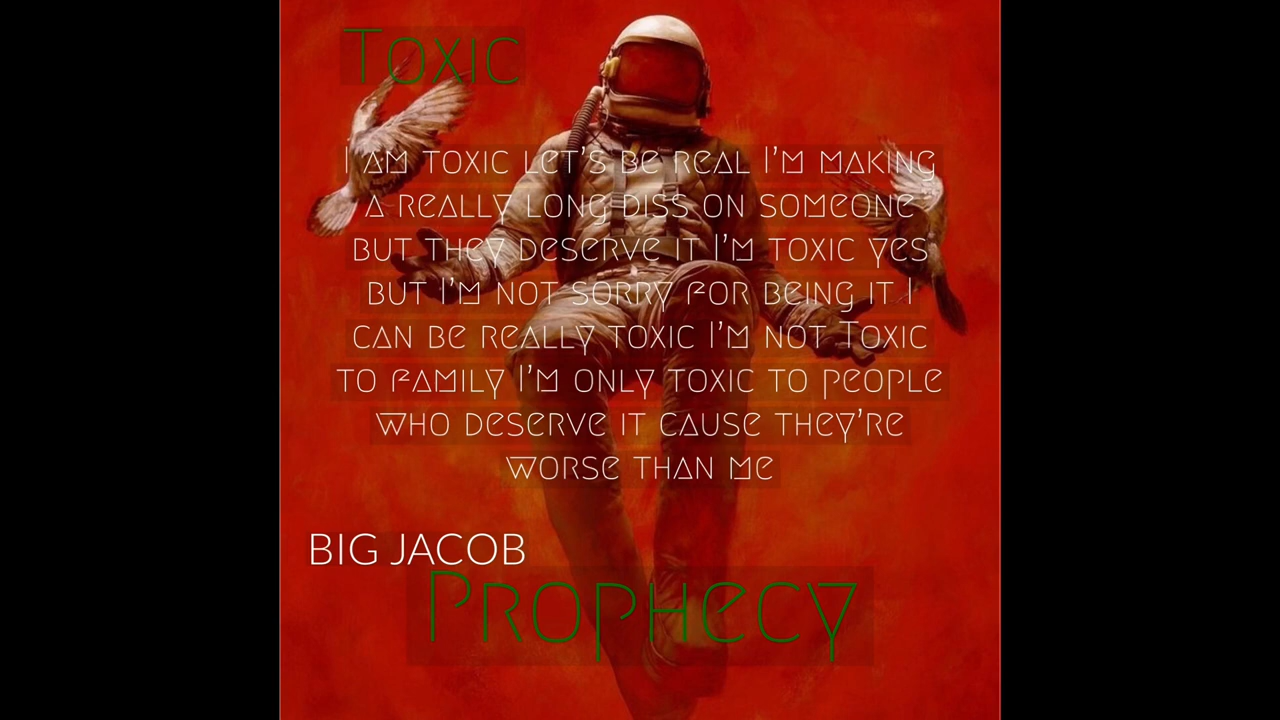 Toxic
I am toxic let's be real I'm making
a really long diss on someone
but they deserve it I'm toxic yes
but I'm not sorry for being it I
can be really toxic I'm not Toxic
to family I'm only toxic to people
who deserve it cause they're
worse than me
BIG JACOB
Prophecy